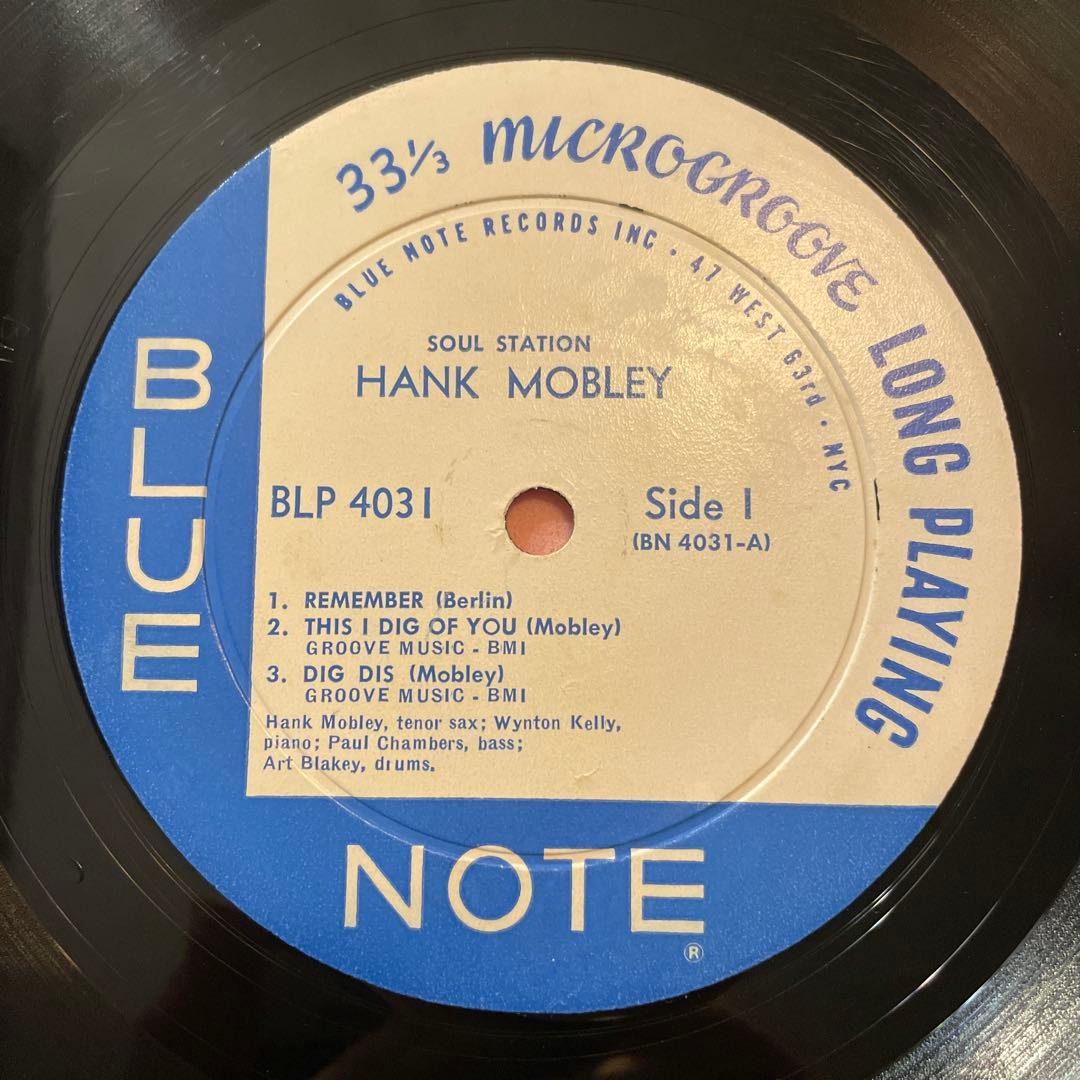 33⅓ MICROGROOVE LONG PLAYING
BLUE NOTE RECORDS INC · 47 WEST 63rd · NYC
SOUL STATION
HANK MOBLEY
BLP 4031
Side 1
(BN 4031-A)
1. REMEMBER (Berlin)
2. THIS I DIG OF YOU (Mobley)
GROOVE MUSIC - BMI
3. DIG DIS (Mobley)
GROOVE MUSIC - BMI
Hank Mobley, tenor sax; Wynton Kelly,
piano; Paul Chambers, bass;
Art Blakey, drums.
BLUE
NOTE
®